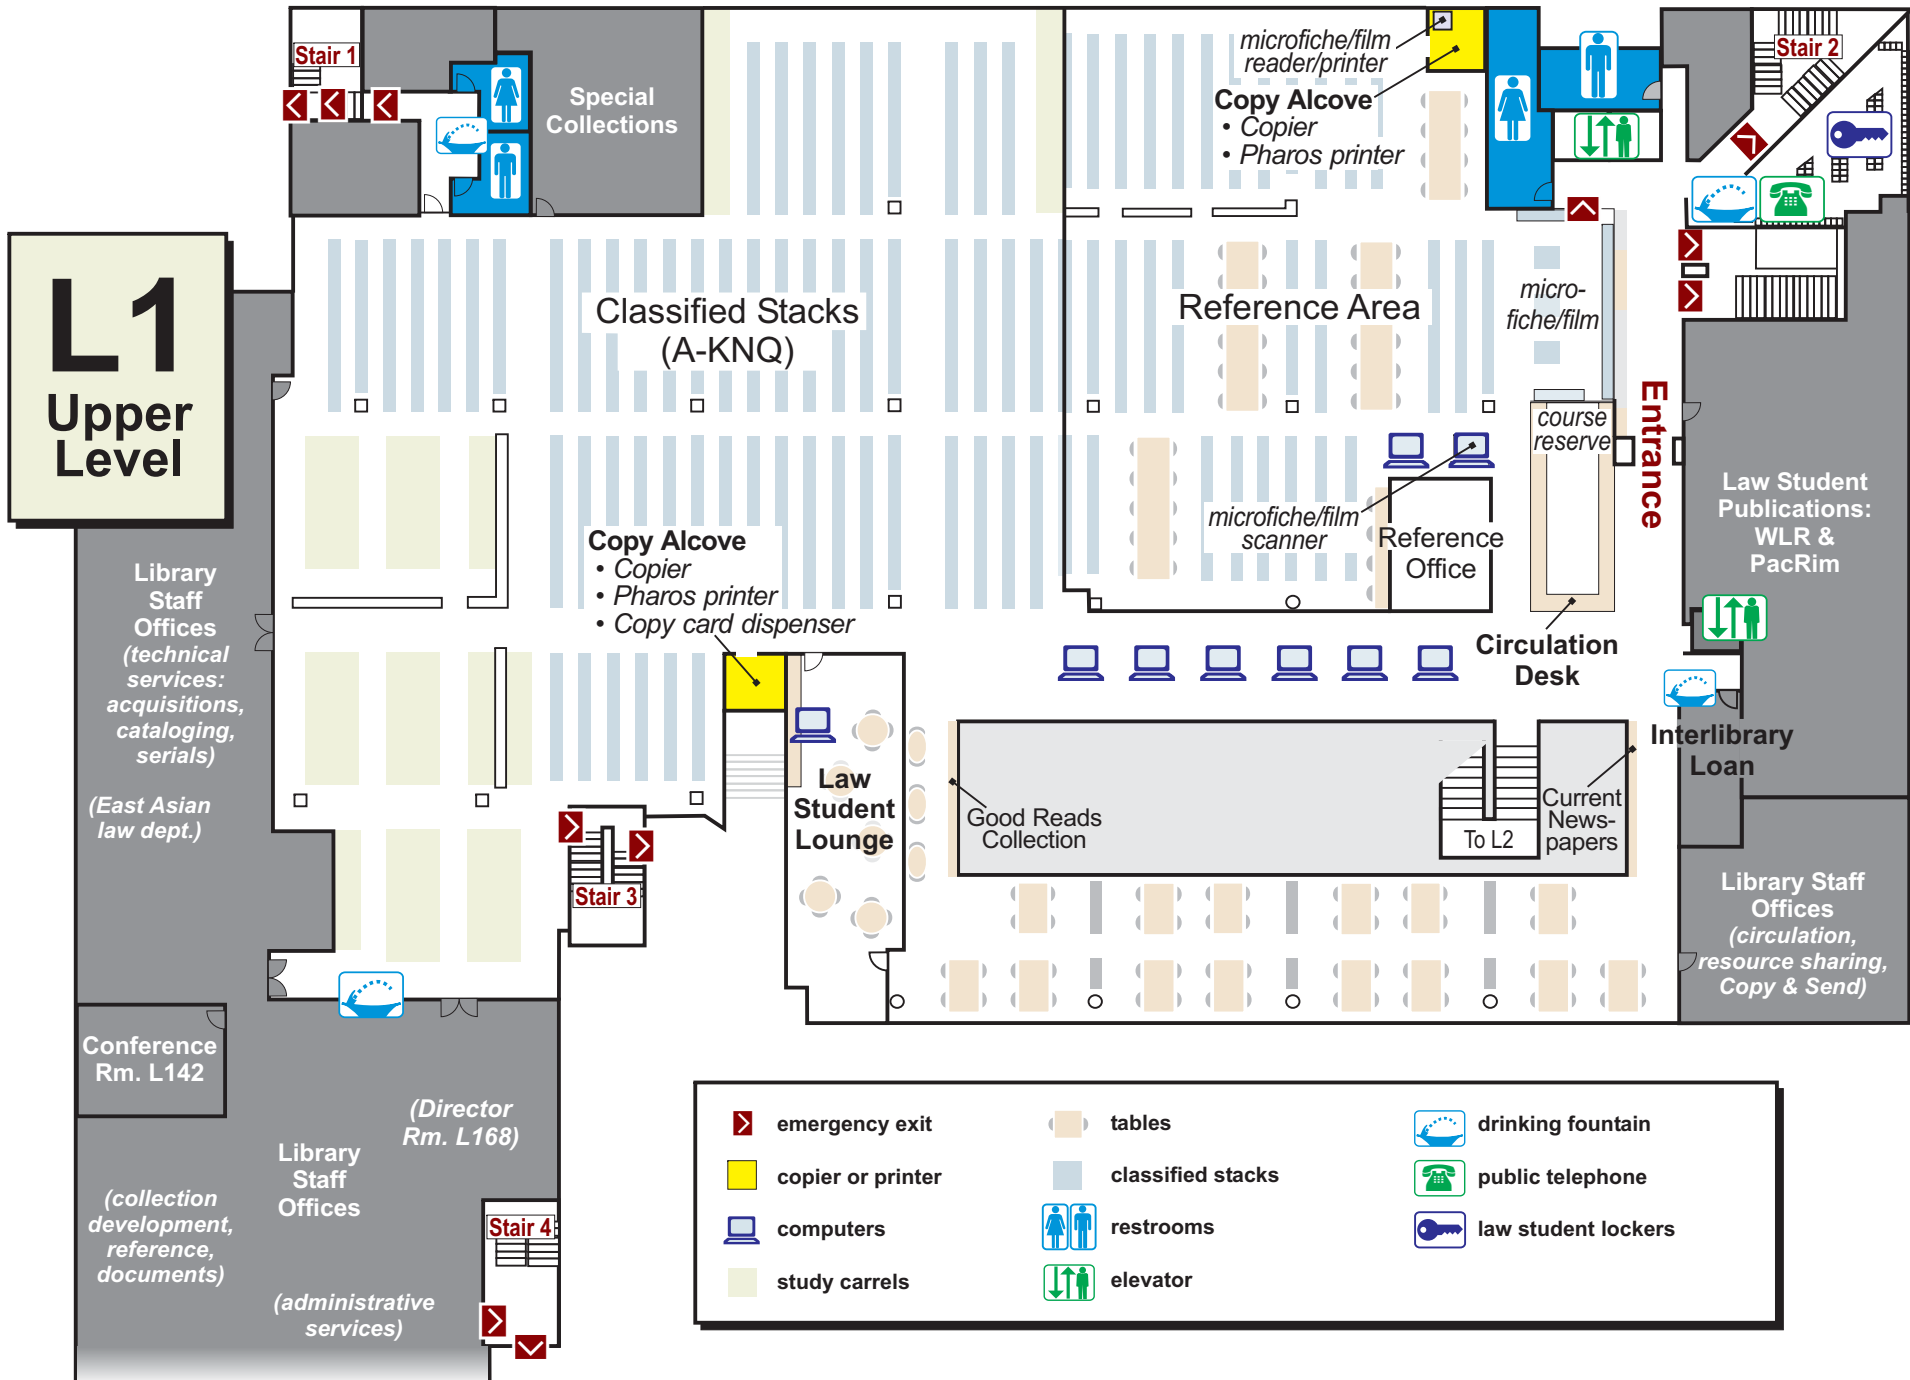 Stair 1
Special
Collections
microfiche/film
reader/printer
Copy Alcove
• Copier
• Pharos printer
Stair 2
L1
Upper
Level
Classified Stacks
(A-KNQ)
Reference Area
micro-
fiche/film
Entrance
course
reserve
microfiche/film
scanner
Reference
Office
Law Student
Publications:
WLR &
PacRim
Copy Alcove
• Copier
• Pharos printer
• Copy card dispenser
Library
Staff
Offices
(technical
services:
acquisitions,
cataloging,
serials)
(East Asian
law dept.)
Circulation
Desk
Interlibrary
Loan
Law
Student
Lounge
Good Reads
Collection
To L2
Current
News-
papers
Stair 3
Library Staff
Offices
(circulation,
resource sharing,
Copy & Send)
Conference
Rm. L142
(Director
Rm. L168)
Library
Staff
Offices
(collection
development,
reference,
documents)
Stair 4
(administrative
services)
emergency exit
copier or printer
computers
study carrels
tables
classified stacks
restrooms
elevator
drinking fountain
public telephone
law student lockers